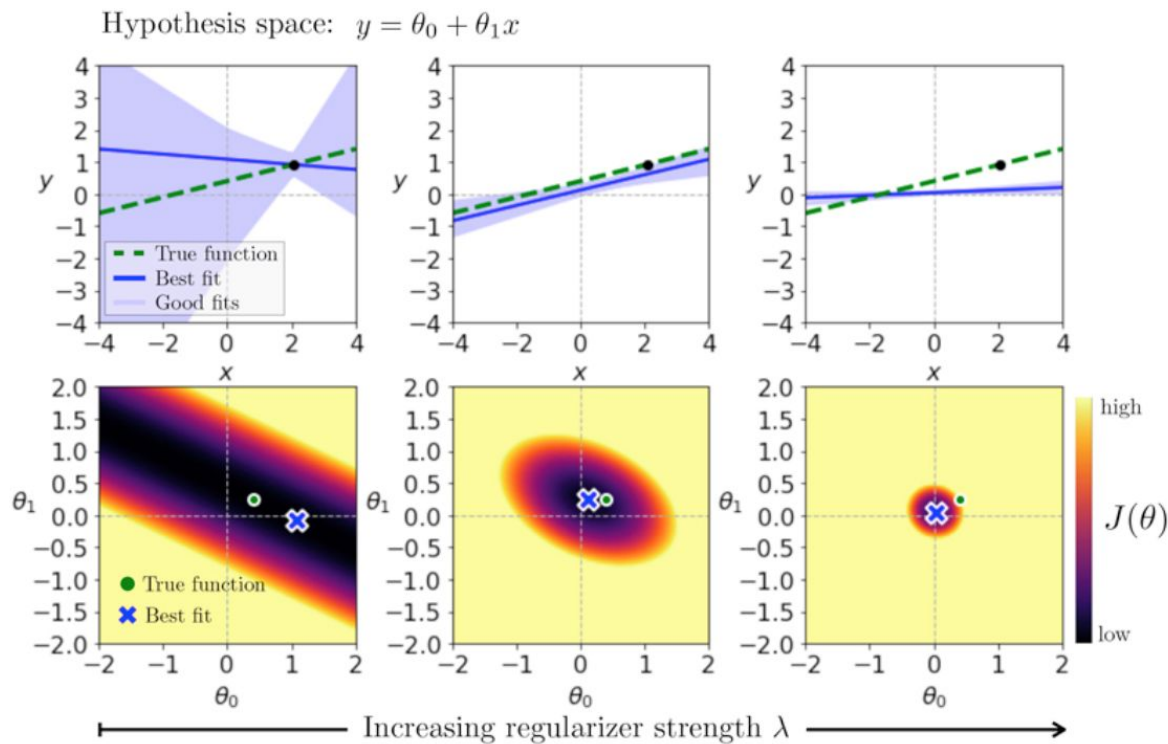 Hypothesis space: y = θ₀ + θ₁x
4
3
2
1
0
−1
−2
−3
−4
y
True function
Best fit
Good fits
−4 −2 0 2 4
x
4
3
2
1
0
−1
−2
−3
−4
y
−4 −2 0 2 4
x
4
3
2
1
0
−1
−2
−3
−4
y
−4 −2 0 2 4
x
2.0
1.5
1.0
0.5
0.0
−0.5
−1.0
−1.5
−2.0
θ₁
True function
Best fit
−2 −1 0 1 2
θ₀
2.0
1.5
1.0
0.5
0.0
−0.5
−1.0
−1.5
−2.0
θ₁
−2 −1 0 1 2
θ₀
2.0
1.5
1.0
0.5
0.0
−0.5
−1.0
−1.5
−2.0
θ₁
−2 −1 0 1 2
θ₀
high
J(θ)
low
Increasing regularizer strength λ